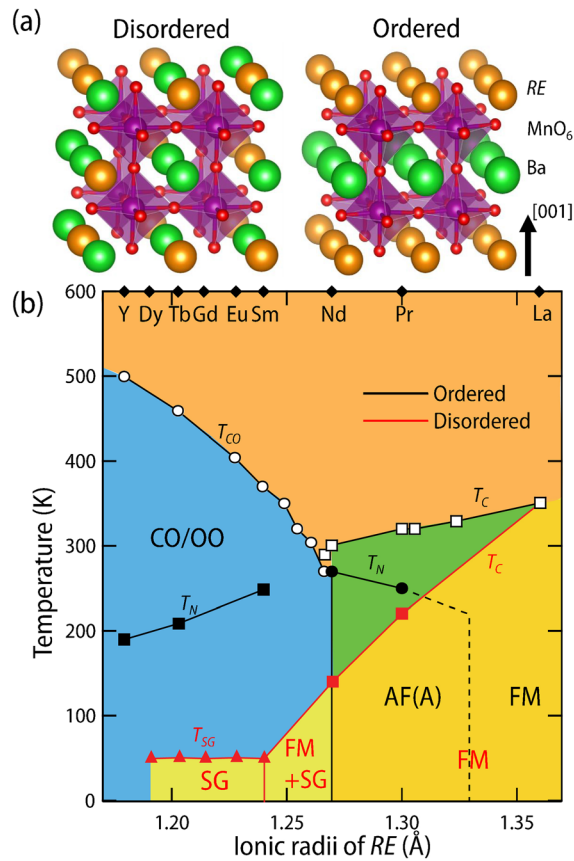 (a)
Disordered
Ordered
RE
MnO6
Ba
[001]
(b)
600
500
400
300
200
100
0
Temperature (K)
Y Dy Tb Gd Eu Sm Nd Pr La
Ordered
Disordered
TCO
TC
CO/OO
TN
TN
TC
AF(A)
FM
TSG
SG
FM
+SG
FM
1.20 1.25 1.30 1.35
Ionic radii of RE (Å)